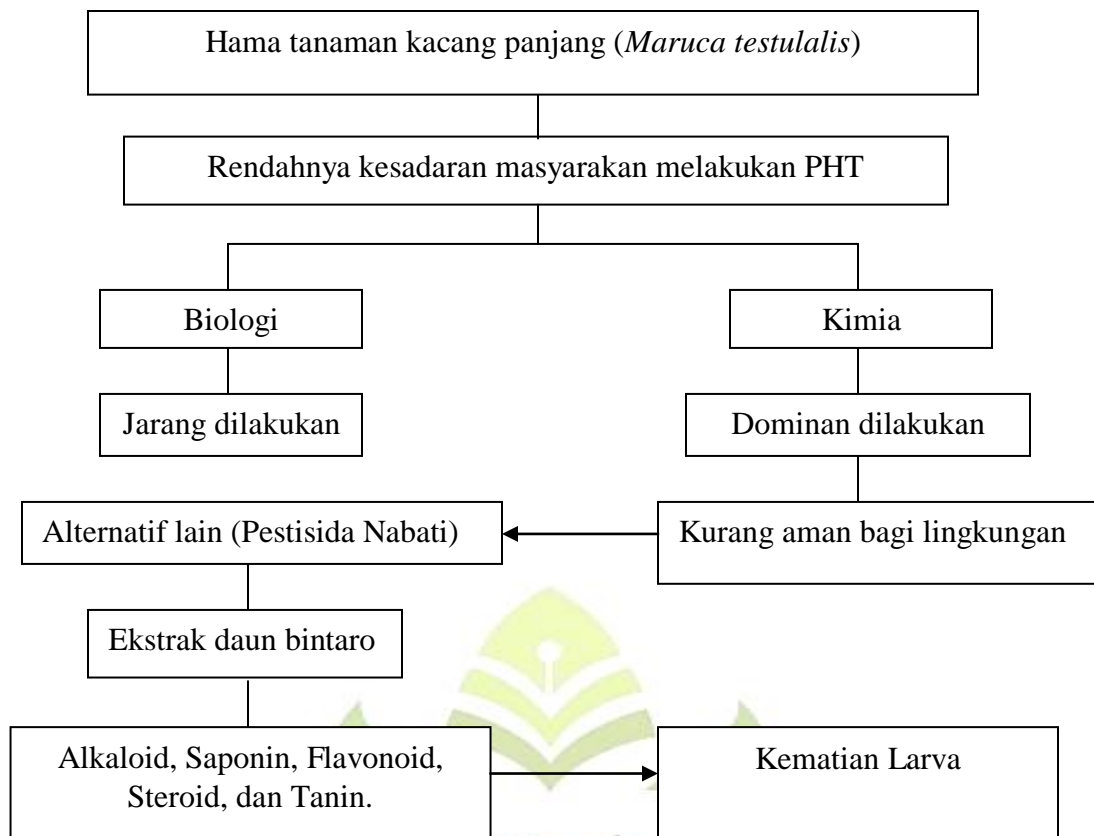 Hama tanaman kacang panjang (Maruca testulalis)
Rendahnya kesadaran masyarakan melakukan PHT
Biologi
Kimia
Jarang dilakukan
Dominan dilakukan
Alternatif lain (Pestisida Nabati)
Kurang aman bagi lingkungan
Ekstrak daun bintaro
Alkaloid, Saponin, Flavonoid,
Steroid, dan Tanin.
Kematian Larva